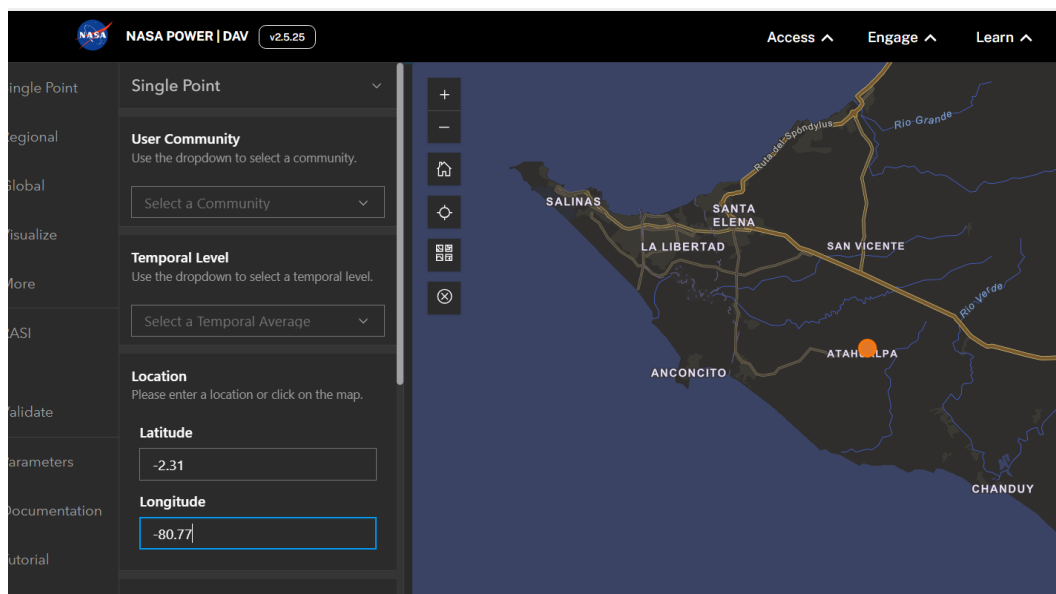 NASA
NASA POWER | DAV
v2.5.25
Access
Engage
Learn
ingle Point
egional
lobal
isualize
ore
ASI
alidate
arameters
ocumentation
utorial
Single Point
User Community
Use the dropdown to select a community.
Select a Community
Temporal Level
Use the dropdown to select a temporal level.
Select a Temporal Average
Location
Please enter a location or click on the map.
Latitude
-2.31
Longitude
-80.77
+
−
Ruta del Spóndylus
Rio Grande
SALINAS
SANTA
ELENA
LA LIBERTAD
SAN VICENTE
Rio Verde
ATAHUALPA
ANCONCITO
CHANDUY